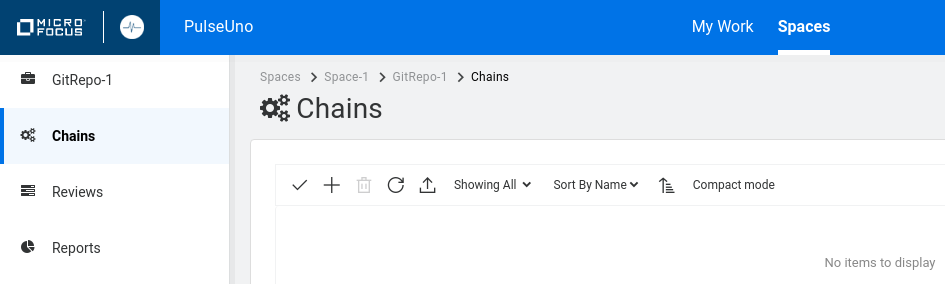 MICRO
FOCUS
PulseUno
My Work
Spaces
GitRepo-1
Chains
Reviews
Reports
Spaces > Space-1 > GitRepo-1 > Chains
Chains
Showing All
Sort By Name
Compact mode
No items to display